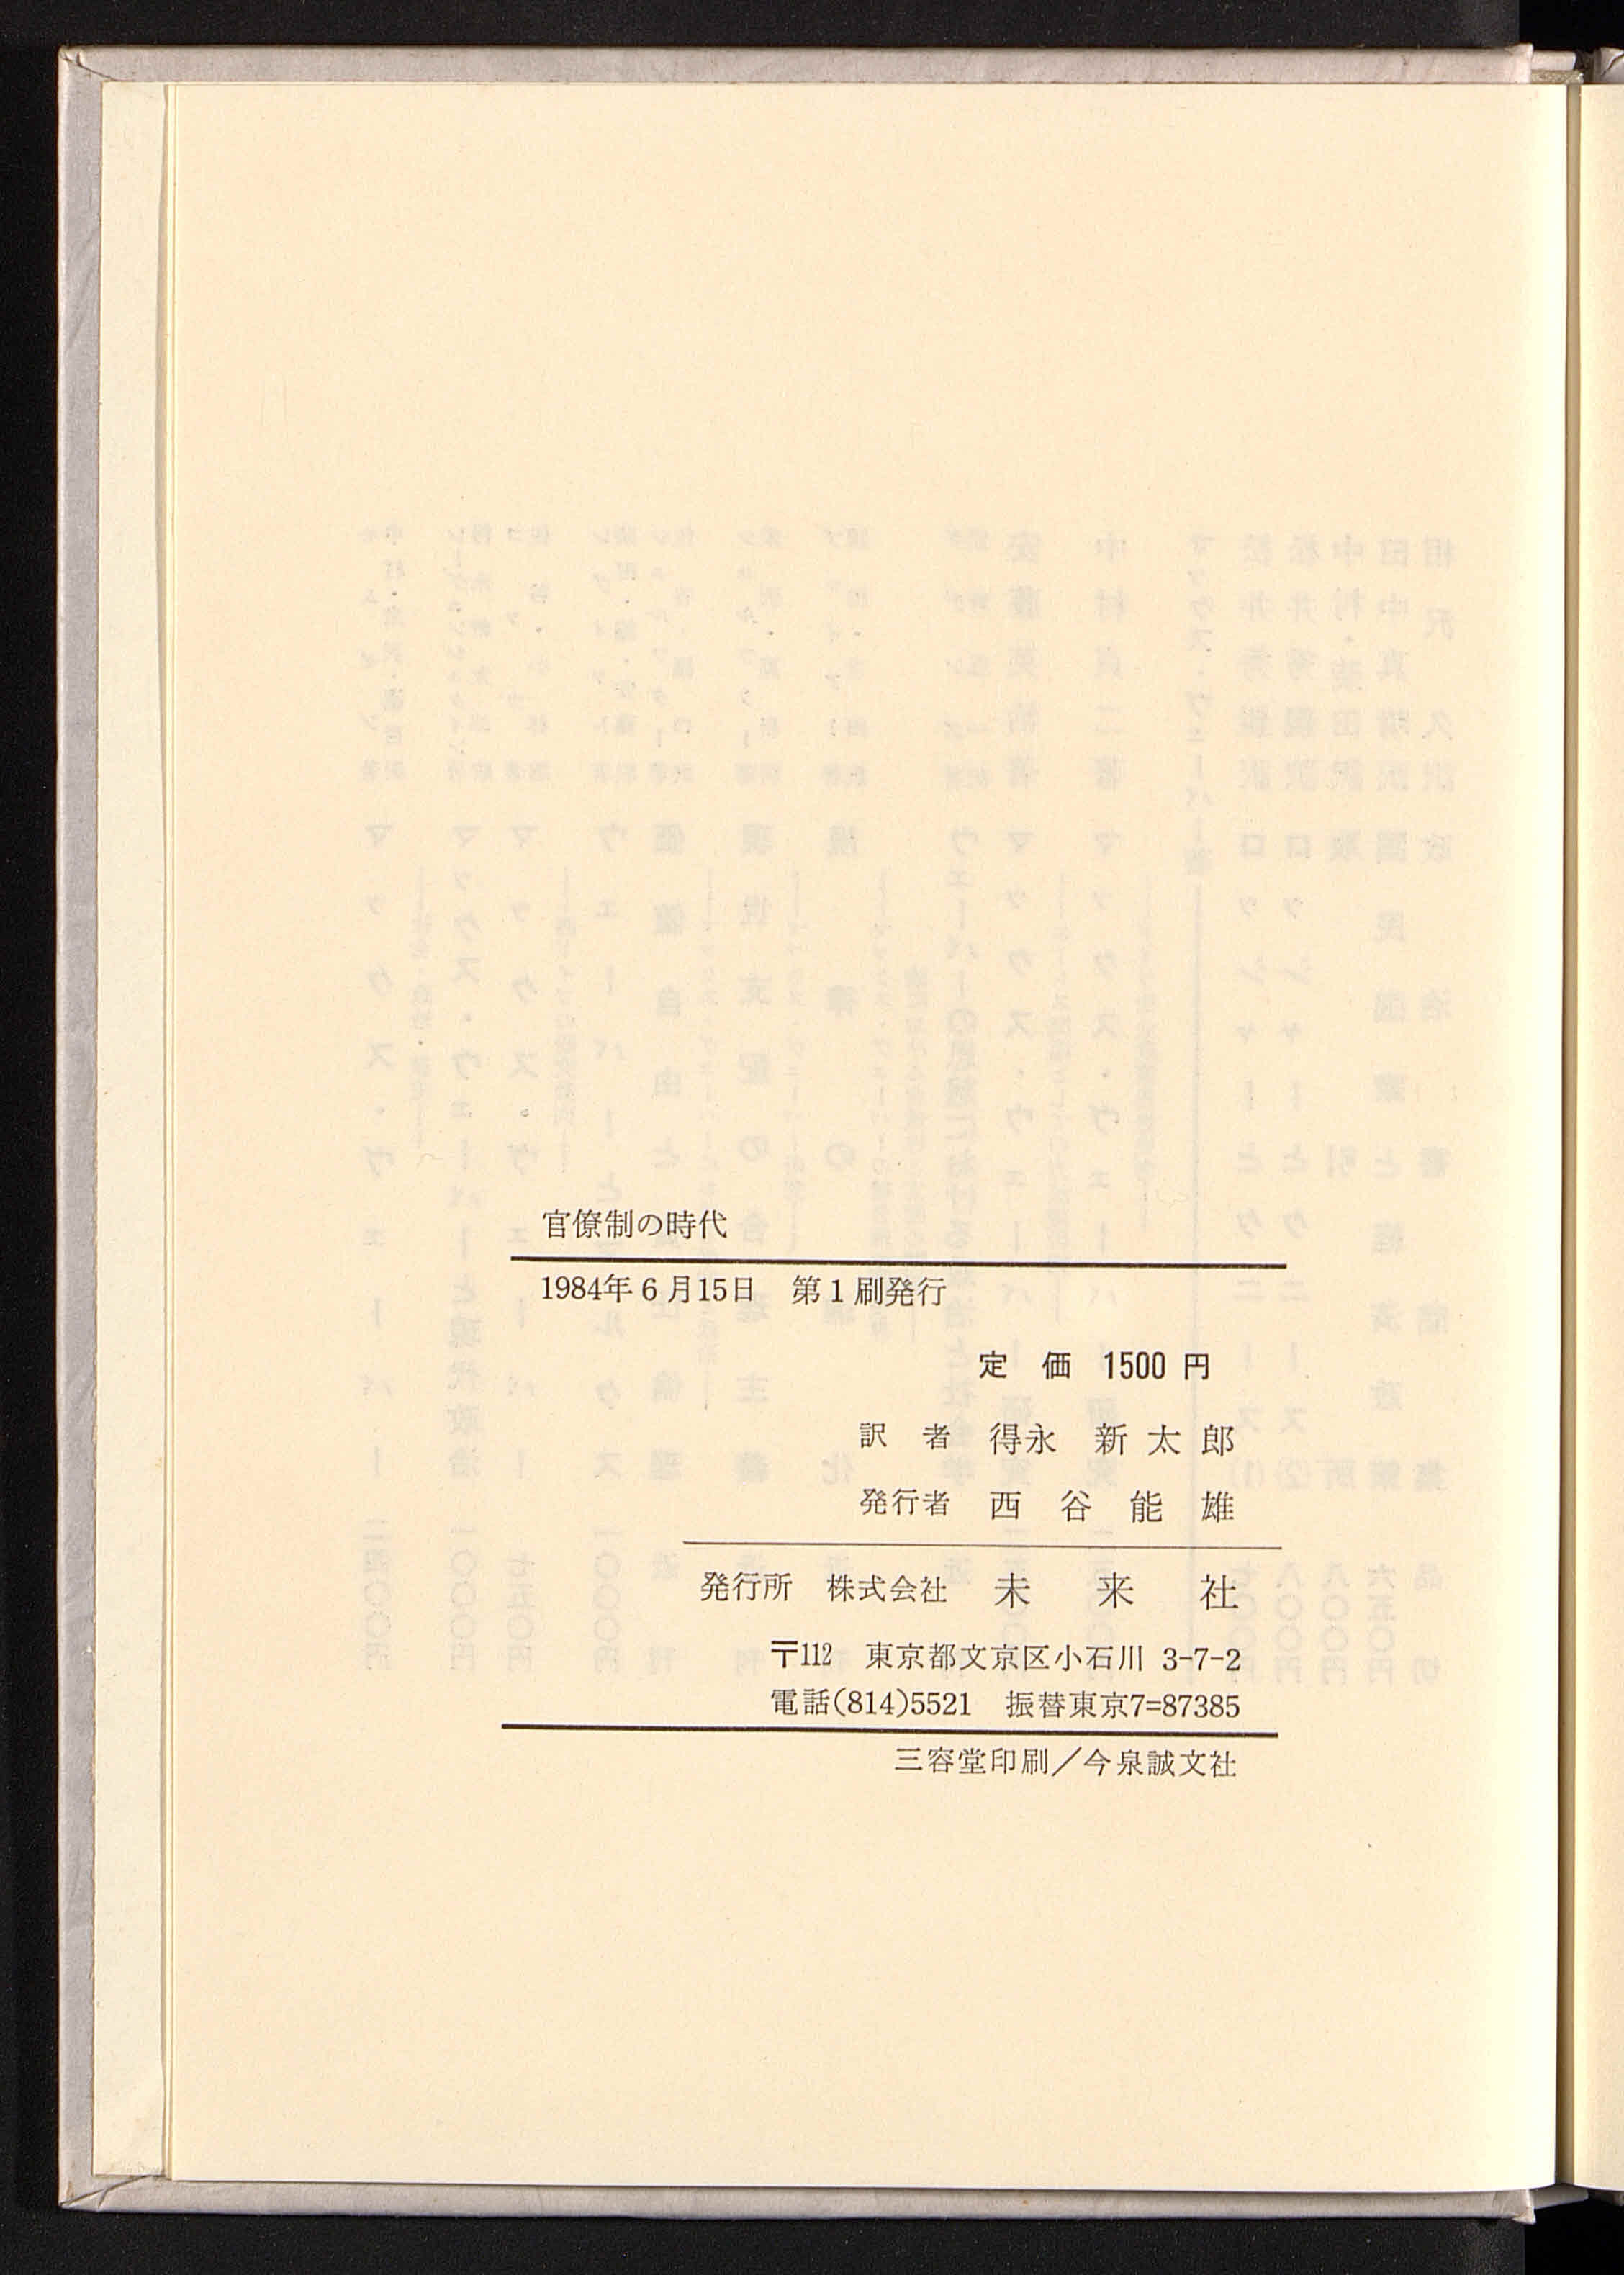 官僚制の時代
1984年6月15日　第1刷発行
定　価　1500円
訳　者　得永　新太郎
発行者　西谷能雄
発行所　株式会社　未来社
〒112　東京都文京区小石川 3-7-2
電話(814)5521　振替東京7=87385
三容堂印刷／今泉誠文社